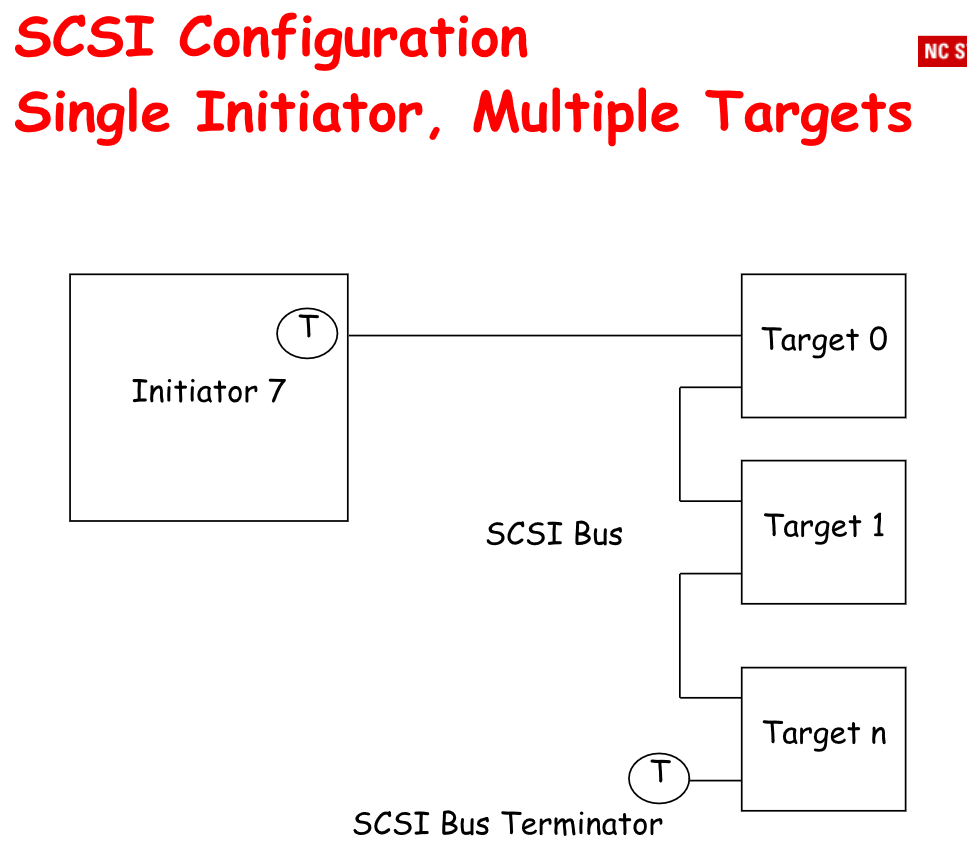 SCSI Configuration
NC S
Single Initiator, Multiple Targets
T
Target 0
Initiator 7
Target 1
SCSI Bus
Target n
T
SCSI Bus Terminator